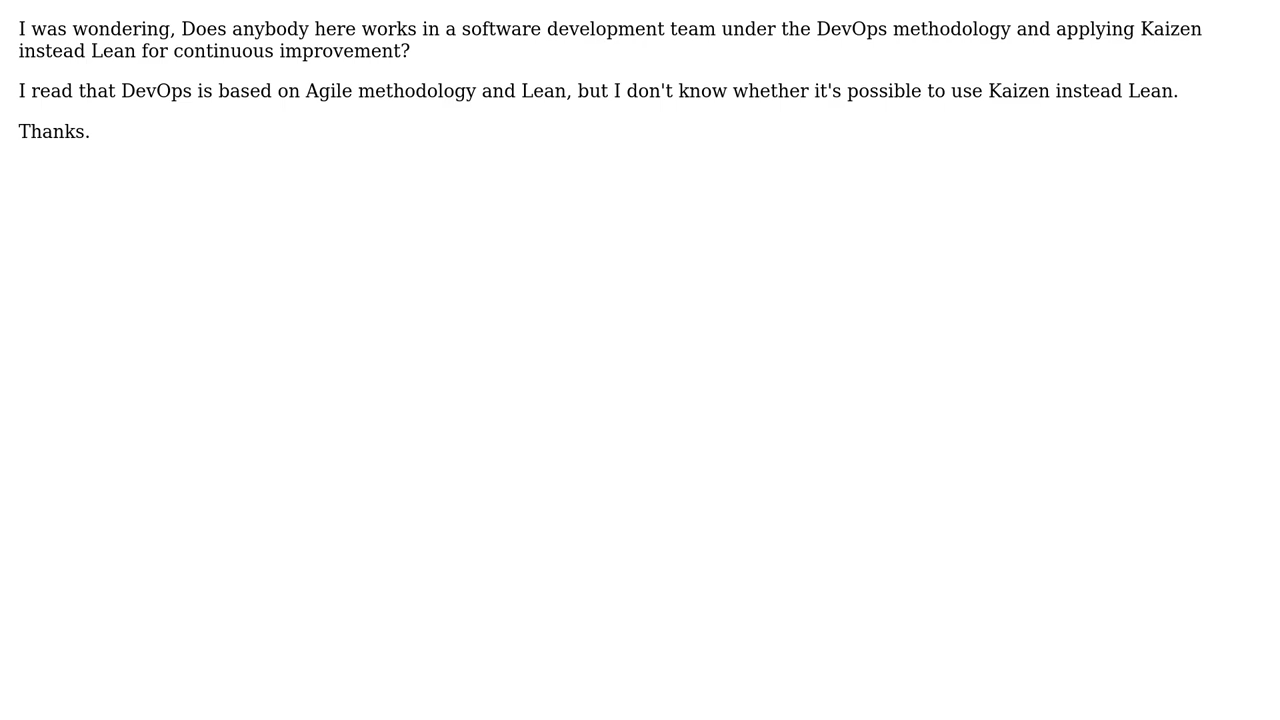 I was wondering, Does anybody here works in a software development team under the DevOps methodology and applying Kaizen
instead Lean for continuous improvement?
I read that DevOps is based on Agile methodology and Lean, but I don't know whether it's possible to use Kaizen instead Lean.
Thanks.